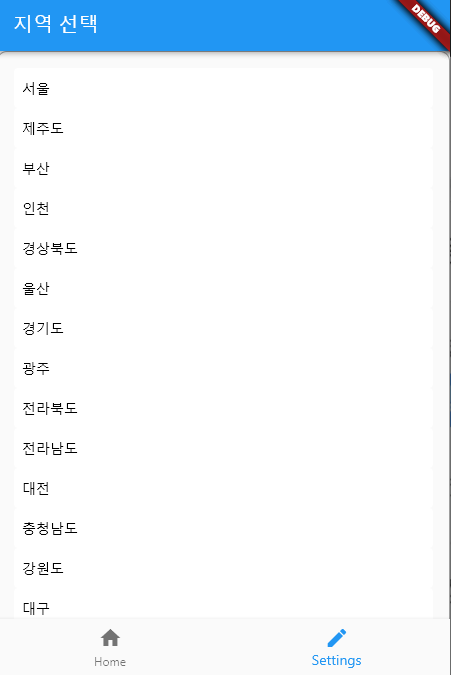 지역 선택
DEBUG
서울
제주도
부산
인천
경상북도
울산
경기도
광주
전라북도
전라남도
대전
충청남도
강원도
대구
Home
Settings